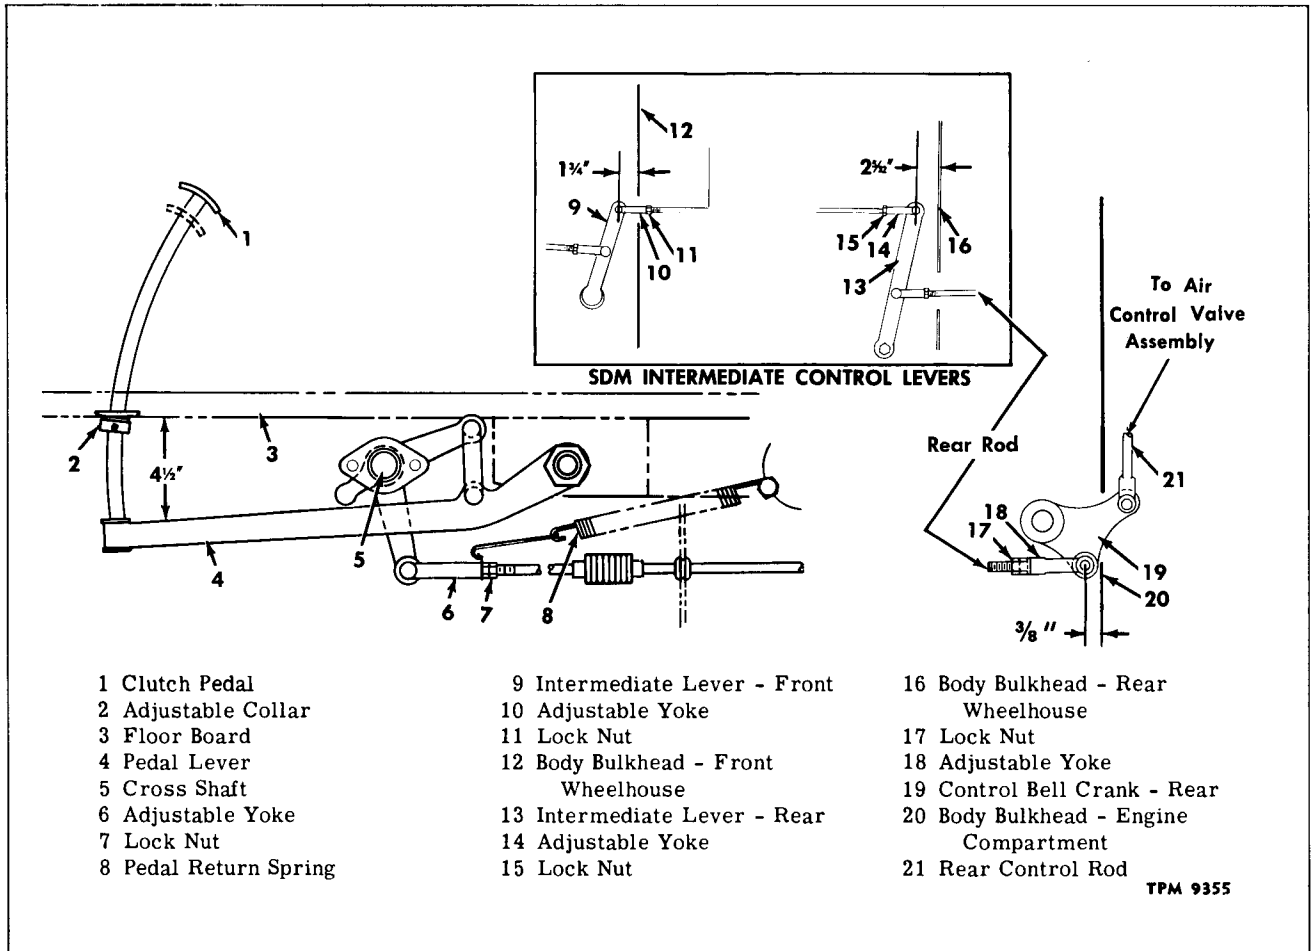 12
1¾"
2 5/32"
9
11
10
15
14
16
13
SDM INTERMEDIATE CONTROL LEVERS
1
2
4½"
3
5
4
6
7
8
To Air
Control Valve
Assembly
Rear Rod
21
18
17
19
20
3/8"
1 Clutch Pedal
2 Adjustable Collar
3 Floor Board
4 Pedal Lever
5 Cross Shaft
6 Adjustable Yoke
7 Lock Nut
8 Pedal Return Spring
9 Intermediate Lever - Front
10 Adjustable Yoke
11 Lock Nut
12 Body Bulkhead - Front
Wheelhouse
13 Intermediate Lever - Rear
14 Adjustable Yoke
15 Lock Nut
16 Body Bulkhead - Rear
Wheelhouse
17 Lock Nut
18 Adjustable Yoke
19 Control Bell Crank - Rear
20 Body Bulkhead - Engine
Compartment
21 Rear Control Rod
TPM 9355